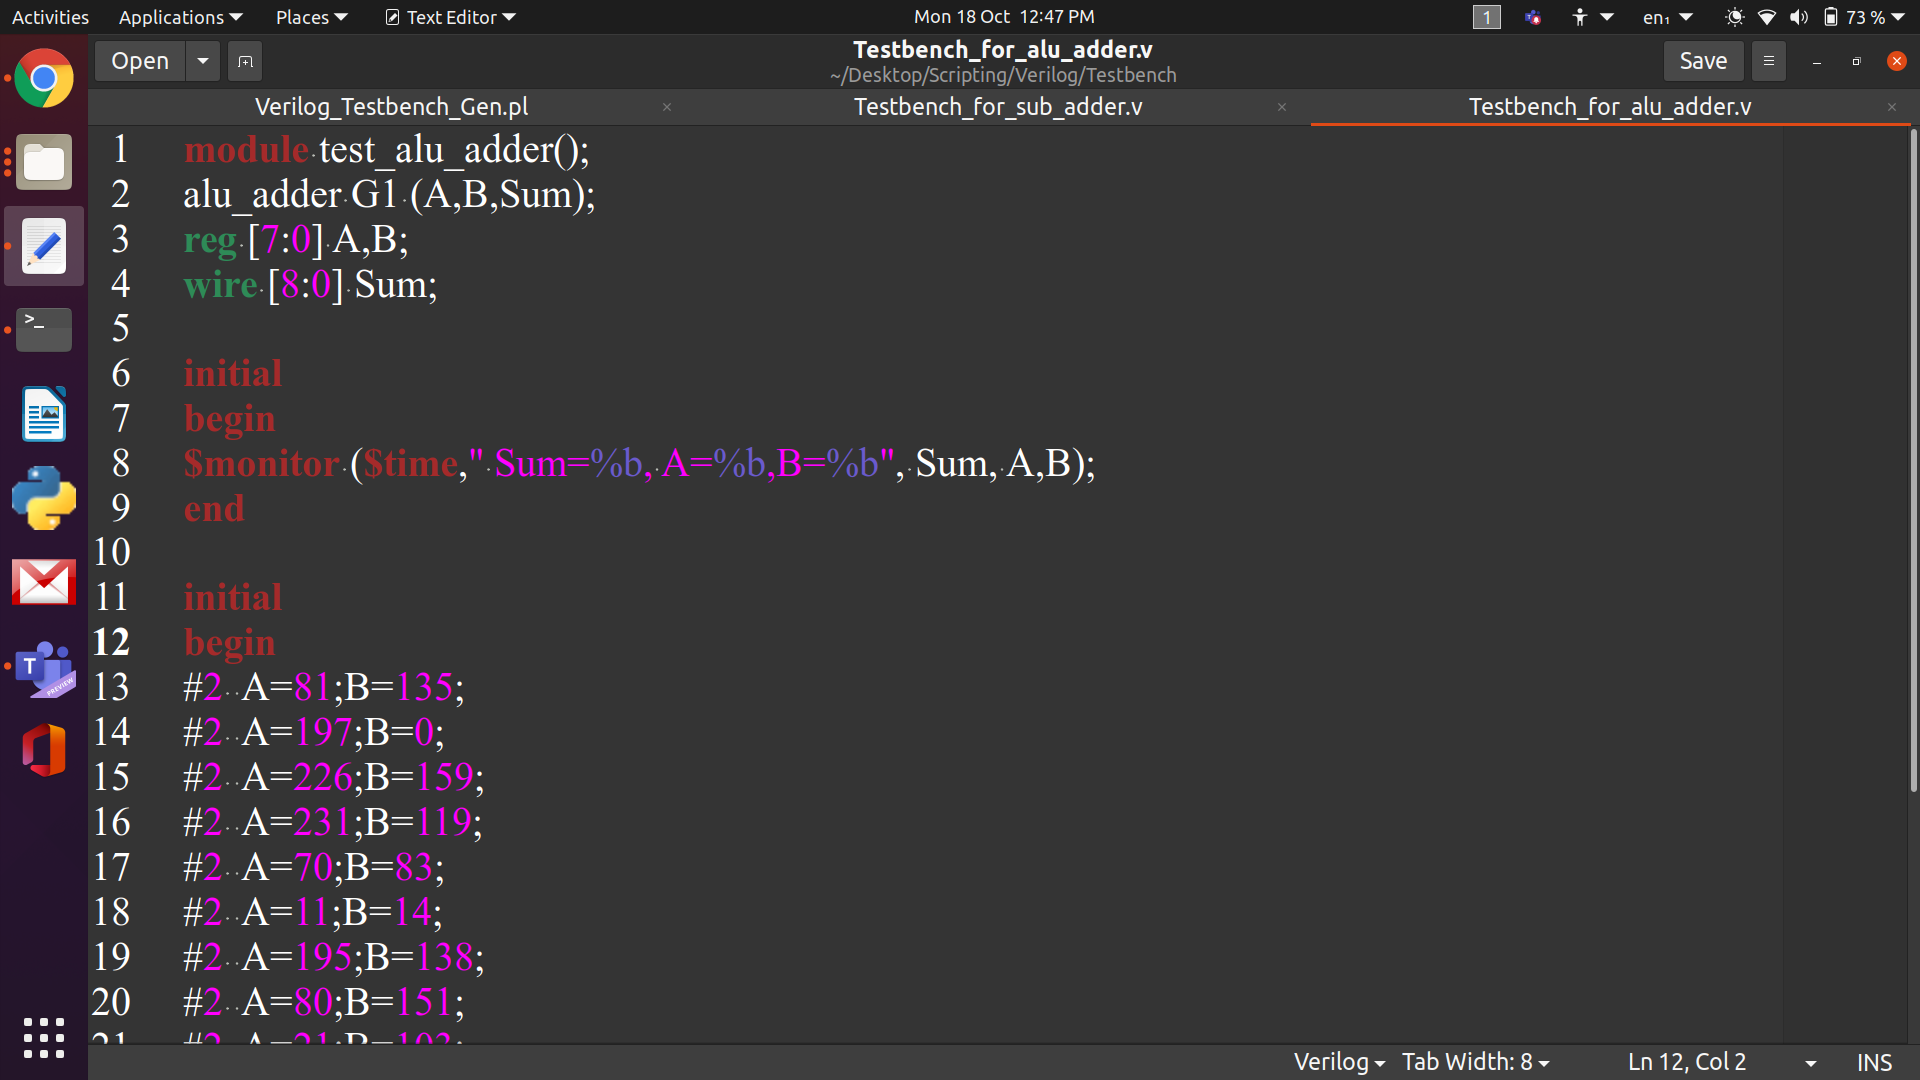 Activities Applications Places Text Editor Mon 18 Oct 12:47 PM 1 en₁ 73 %
Open Testbench_for_alu_adder.v Save
~/Desktop/Scripting/Verilog/Testbench
Verilog_Testbench_Gen.pl × Testbench_for_sub_adder.v × Testbench_for_alu_adder.v ×
1 module test_alu_adder();
2 alu_adder G1 (A,B,Sum);
3 reg [7:0] A,B;
4 wire [8:0] Sum;
5
6 initial
7 begin
8 $monitor ($time," Sum=%b, A=%b,B=%b", Sum, A,B);
9 end
10
11 initial
12 begin
13 #2  A=81;B=135;
14 #2  A=197;B=0;
15 #2  A=226;B=159;
16 #2  A=231;B=119;
17 #2  A=70;B=83;
18 #2  A=11;B=14;
19 #2  A=195;B=138;
20 #2  A=80;B=151;
21 #2  A=21;B=103;
T
PREVIEW
Verilog Tab Width: 8 Ln 12, Col 2 INS